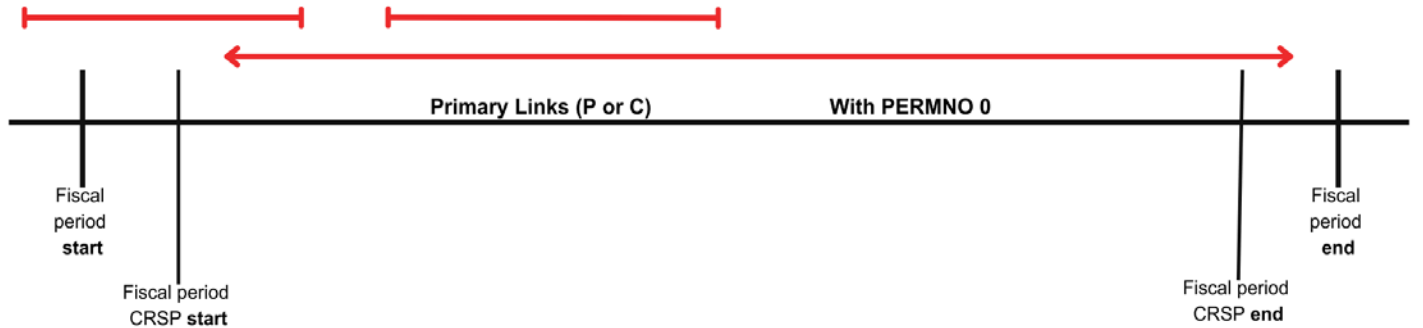 Primary Links (P or C)
With PERMNO 0
Fiscal
period
start
Fiscal period
CRSP start
Fiscal period
CRSP end
Fiscal
period
end